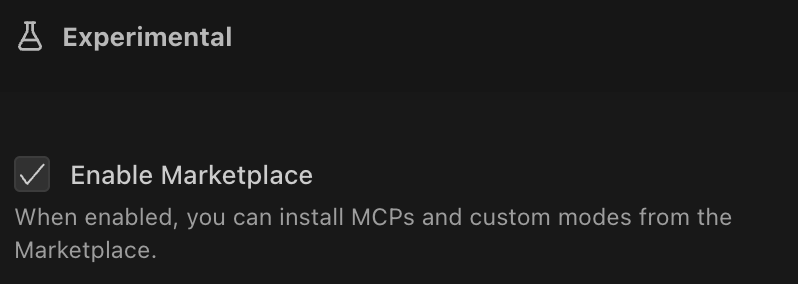 Experimental
Enable Marketplace
When enabled, you can install MCPs and custom modes from the
Marketplace.